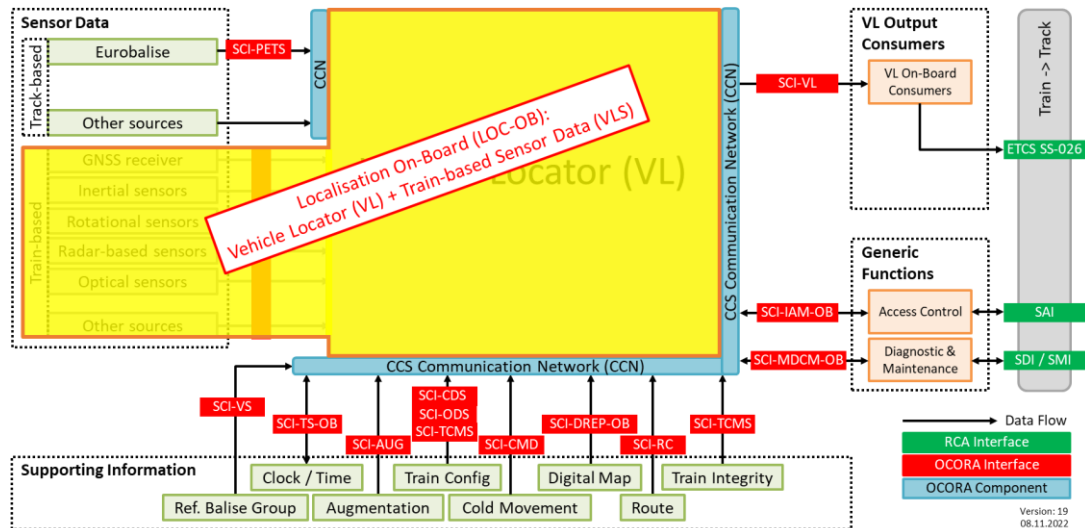 Sensor Data
Track-based
Eurobalise
SCI-PETS
Other sources
CCN
Train-based
GNSS receiver
Inertial sensors
Rotational sensors
Radar-based sensors
Optical sensors
Other sources
Locator (VL)
Localisation On-Board (LOC-OB):
Vehicle Locator (VL) + Train-based Sensor Data (VLS)
CCS Communication Network (CCN)
CCS Communication Network (CCN)
SCI-VL
VL Output
Consumers
VL On-Board
Consumers
Train -> Track
ETCS SS-026
Generic
Functions
SCI-IAM-OB
Access Control
SAI
SCI-MDCM-OB
Diagnostic &
Maintenance
SDI / SMI
SCI-VS
SCI-TS-OB
SCI-AUG
SCI-CDS
SCI-ODS
SCI-TCMS
SCI-CMD
SCI-DREP-OB
SCI-RC
SCI-TCMS
Supporting Information
Clock / Time
Train Config
Digital Map
Train Integrity
Ref. Balise Group
Augmentation
Cold Movement
Route
Data Flow
RCA Interface
OCORA Interface
OCORA Component
Version: 19
08.11.2022